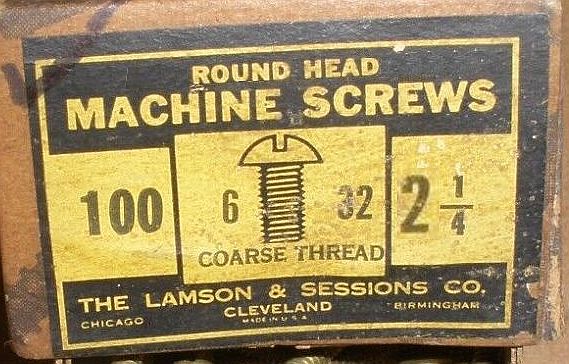 ROUND HEAD
MACHINE SCREWS
100 6 32 2 1/4
COARSE THREAD
THE LAMSON & SESSIONS CO.
CHICAGO CLEVELAND BIRMINGHAM
MADE IN U.S.A.